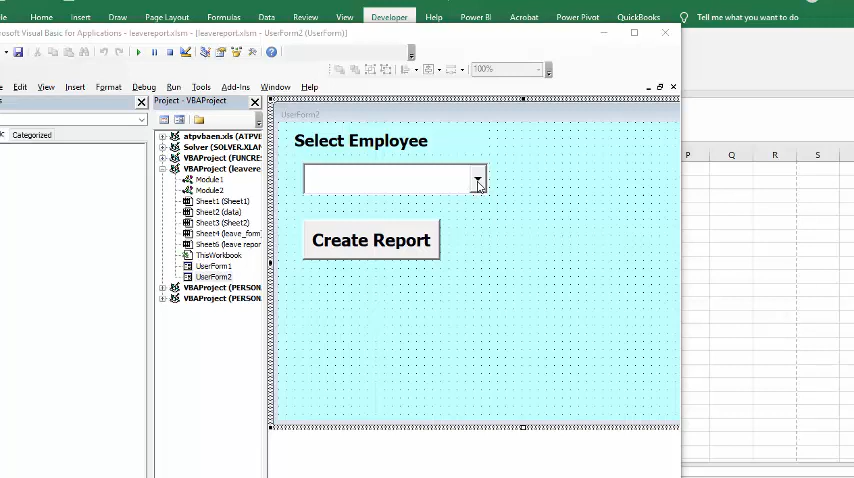 Home Insert Draw Page Layout Formulas Data Review View Developer Help Power BI Acrobat Power Pivot QuickBooks Tell me what you want to do
Microsoft Visual Basic for Applications - leavereport.xlsm - UserForm2 (UserForm)]
100%
Edit View Insert Format Debug Run Tools Add-Ins Window Help
Project - VBAProject
Categorized
UserForm2
atpvbaen.xls (ATPV
Solver (SOLVER.XLAN
VBAProject (FUNCRES
VBAProject (leavere
Module1
Module2
Sheet1 (Sheet1)
Sheet2 (data)
Sheet3 (Sheet2)
Sheet4 (leave_form)
Sheet6 (leave repor
ThisWorkbook
UserForm1
UserForm2
VBAProject (PERSON
VBAProject (PERSON
Select Employee
Create Report
P Q R S